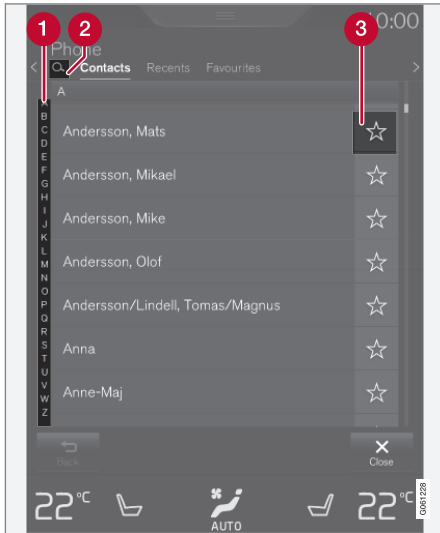 10:00
Phone
1 2 3
Contacts Recents Favourites
A
A
B
C
D
E
F
G
H
I
J
K
L
M
N
O
P
Q
R
S
T
U
V
W
Z
Andersson, Mats
Andersson, Mikael
Andersson, Mike
Andersson, Olof
Andersson/Lindell, Tomas/Magnus
Anna
Anne-Maj
Back
Close
22°C
AUTO
22°C
G061228